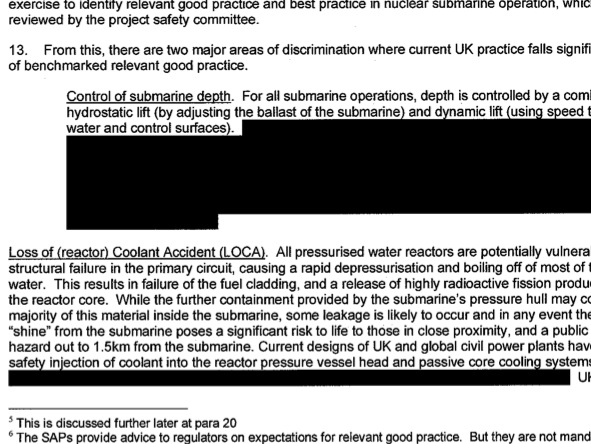 exercise to identify relevant good practice and best practice in nuclear submarine operation,
reviewed by the project safety committee.
13. From this, there are two major areas of discrimination where current UK practice falls
of benchmarked relevant good practice.
Control of submarine depth. For all submarine operations, depth is controlled by a
hydrostatic lift (by adjusting the ballast of the submarine) and dynamic lift (using speed
water and control surfaces).
Loss of (reactor) Coolant Accident (LOCA). All pressurised water reactors are potentially
structural failure in the primary circuit, causing a rapid depressurisation and boiling off of most of
water. This results in failure of the fuel cladding, and a release of highly radioactive fission
the reactor core. While the further containment provided by the submarine's pressure hull may
majority of this material inside the submarine, some leakage is likely to occur and in any event
“shine” from the submarine poses a significant risk to life to those in close proximity, and a public
hazard out to 1.5km from the submarine. Current designs of UK and global civil power plants
safety injection of coolant into the reactor pressure vessel head and passive core cooling systems
5 This is discussed further later at para 20
6 The SAPs provide advice to regulators on expectations for relevant good practice. But they are not